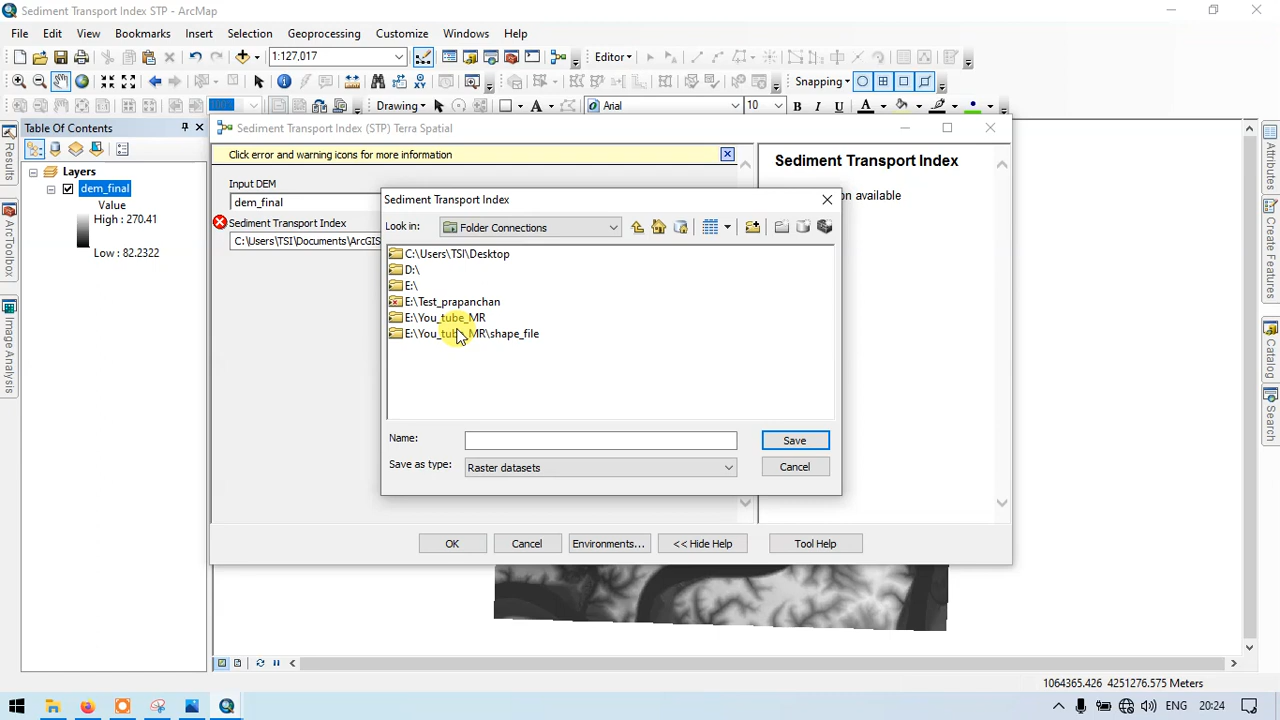 Sediment Transport Index STP - ArcMap
File Edit View Bookmarks Insert Selection Geoprocessing Customize Windows Help
1:127,017 Editor
Snapping
Drawing Arial 10 B I U A
Table Of Contents
Layers
dem_final
Value
High : 270.41
Low : 82.2322
Results
ArcToolbox
Image Analysis
Sediment Transport Index (STP) Terra Spatial
Click error and warning icons for more information
Input DEM
dem_final
Sediment Transport Index
C:\Users\TSI\Documents\ArcGIS
Sediment Transport Index
Look in: Folder Connections
C:\Users\TSI\Desktop
D:\
E:\
E:\Test_prapanchan
E:\You_tube_MR
E:\You_tube_MR\shape_file
Name:
Save
Save as type: Raster datasets
Cancel
Sediment Transport Index
OK Cancel Environments... << Hide Help Tool Help
Attributes
Create Features
Catalog
Search
1064365.426 4251276.575 Meters
ENG 20:24